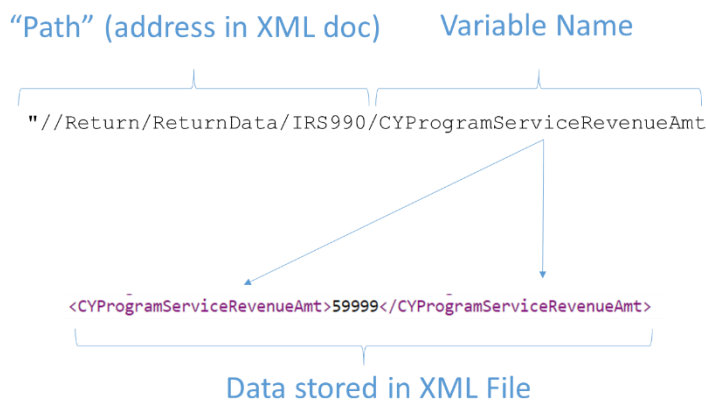 “Path” (address in XML doc) Variable Name
"//Return/ReturnData/IRS990/CYProgramServiceRevenueAmt
<CYProgramServiceRevenueAmt>59999</CYProgramServiceRevenueAmt>
Data stored in XML File